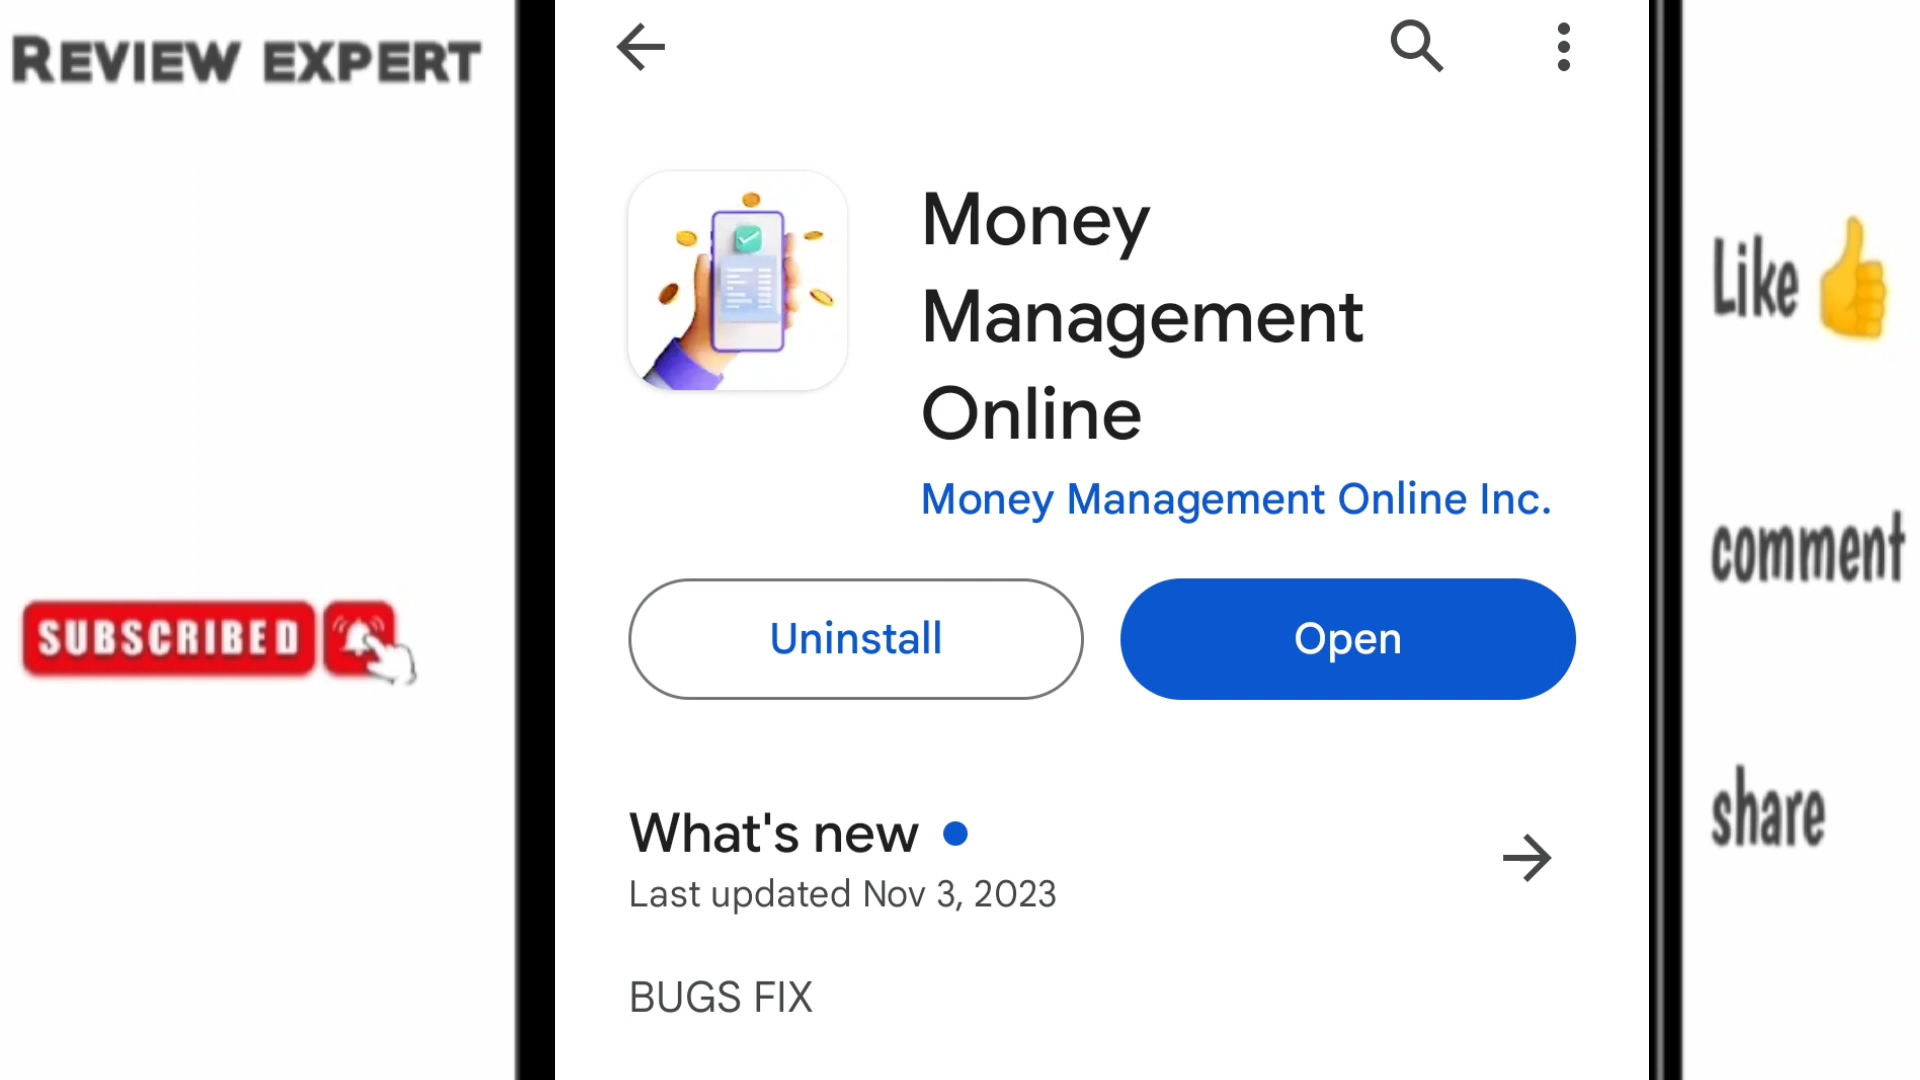 REVIEW EXPERT
SUBSCRIBED
Money
Management
Online
Money Management Online Inc.
Uninstall
Open
What's new
Last updated Nov 3, 2023
BUGS FIX
Like
comment
share